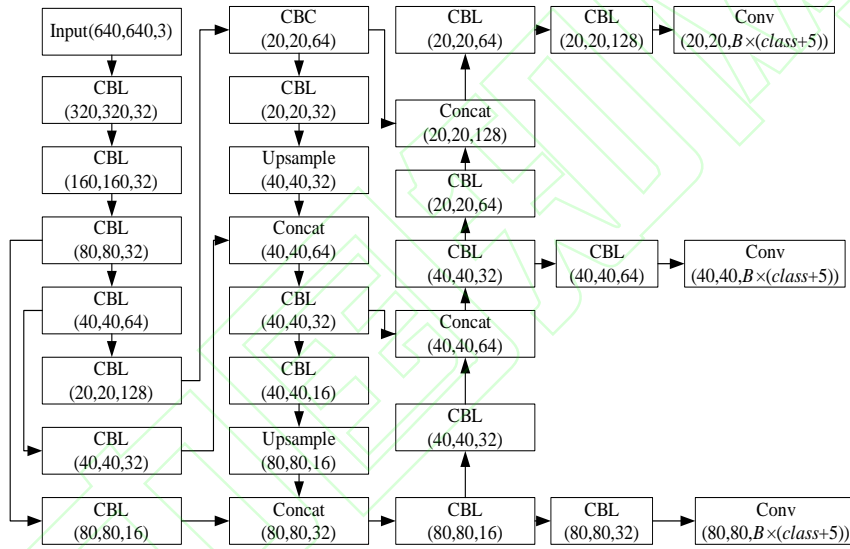 Input(640,640,3)
CBL
(320,320,32)
CBL
(160,160,32)
CBL
(80,80,32)
CBL
(40,40,64)
CBL
(20,20,128)
CBL
(40,40,32)
CBL
(80,80,16)
CBC
(20,20,64)
CBL
(20,20,32)
Upsample
(40,40,32)
Concat
(40,40,64)
CBL
(40,40,32)
CBL
(40,40,16)
Upsample
(80,80,16)
Concat
(80,80,32)
CBL
(20,20,64)
Concat
(20,20,128)
CBL
(20,20,64)
CBL
(40,40,32)
Concat
(40,40,64)
CBL
(40,40,32)
CBL
(80,80,16)
CBL
(20,20,128)
Conv
(20,20,B×(class+5))
CBL
(40,40,64)
Conv
(40,40,B×(class+5))
CBL
(80,80,32)
Conv
(80,80,B×(class+5))